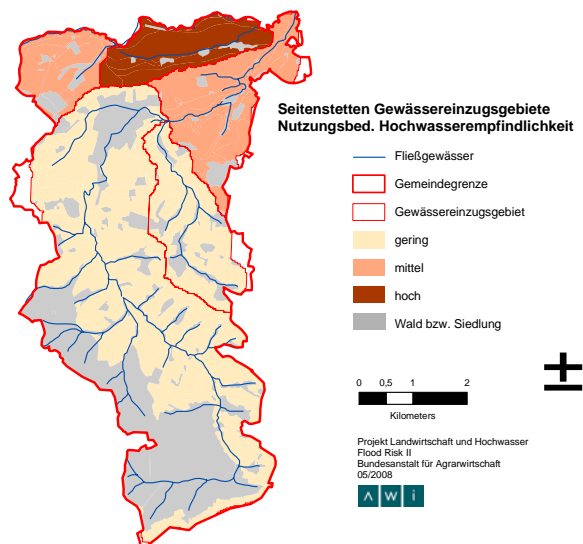 Seitenstetten Gewässereinzugsgebiete
Nutzungsbed. Hochwasserempfindlichkeit
Fließgewässer
Gemeindegrenze
Gewässereinzugsgebiet
gering
mittel
hoch
Wald bzw. Siedlung
0 0,5 1 2
Kilometers
Projekt Landwirtschaft und Hochwasser
Flood Risk II
Bundesanstalt für Agrarwirtschaft
05/2008
AWI